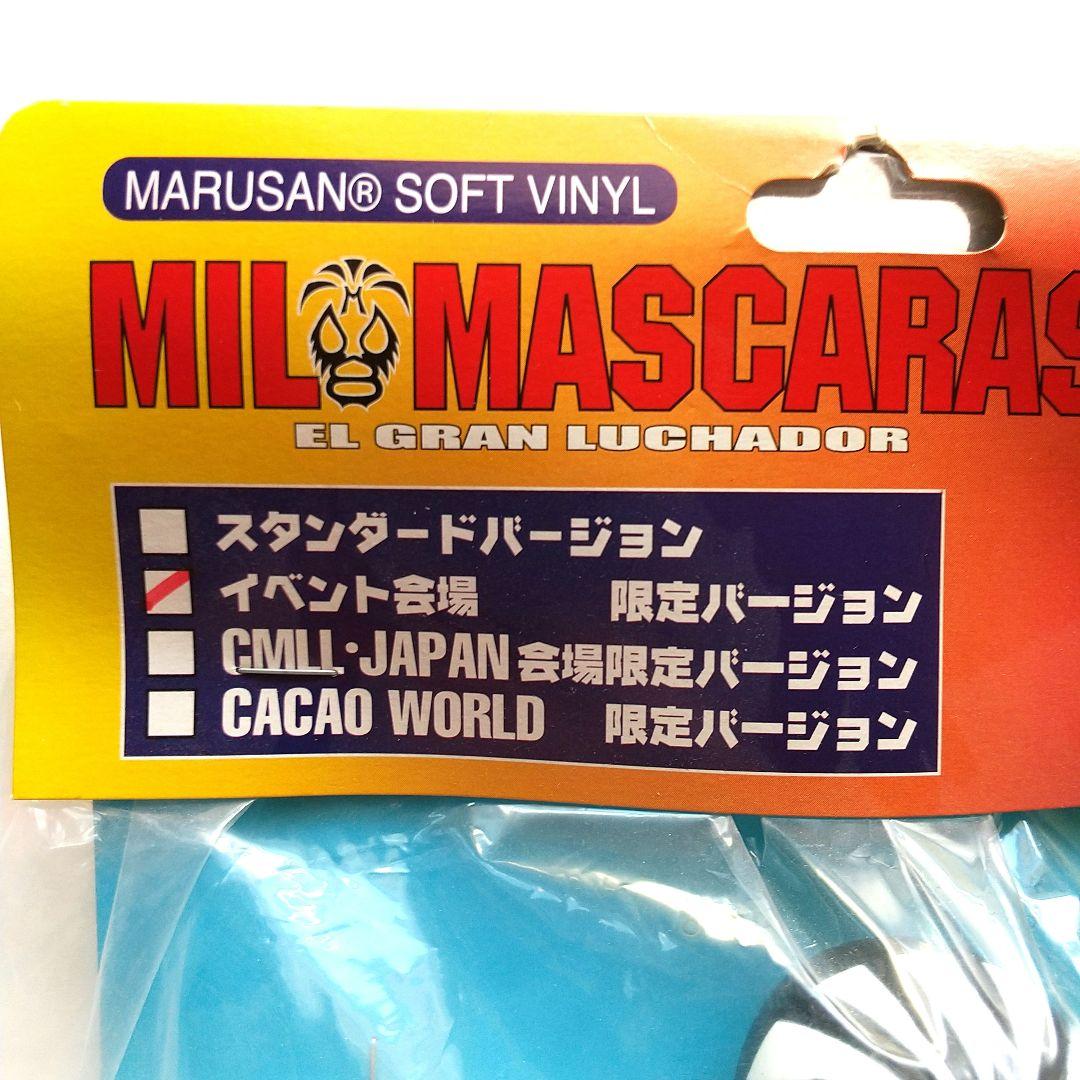 MARUSAN® SOFT VINYL
MIL MASCARAS
EL GRAN LUCHADOR
スタンダードバージョン
イベント会場 限定バージョン
CMLL・JAPAN 会場限定バージョン
CACAO WORLD 限定バージョン